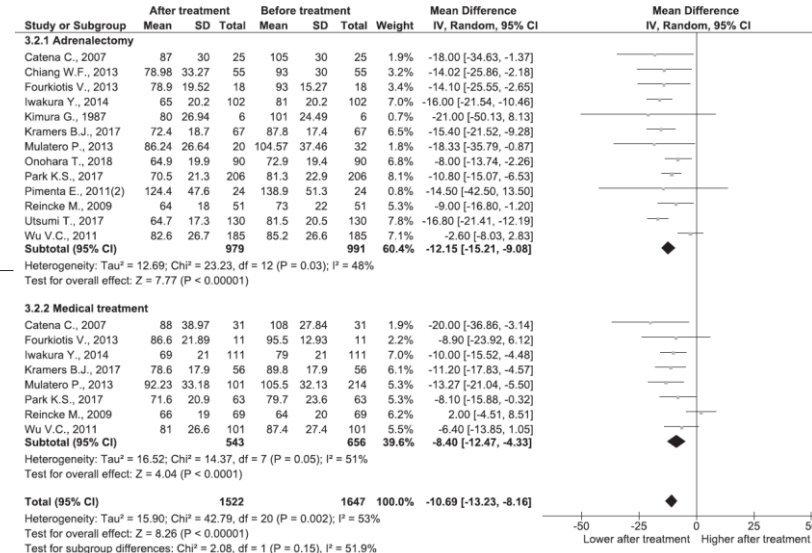 After treatment Before treatment Mean Difference Mean Difference
Study or Subgroup Mean SD Total Mean SD Total Weight IV, Random, 95% CI IV, Random, 95% CI
3.2.1 Adrenalectomy
Catena C., 2007 87 30 25 105 30 25 1.9% -18.00 [-34.63, -1.37]
Chiang W.F., 2013 78.98 33.27 55 93 30 55 3.2% -14.02 [-25.86, -2.18]
Fourkiotis V., 2013 78.9 19.52 18 93 15.27 18 3.4% -14.10 [-25.55, -2.65]
Iwakura Y., 2014 65 20.2 102 81 20.2 102 7.0% -16.00 [-21.54, -10.46]
Kimura G., 1987 80 26.94 6 101 24.49 6 0.7% -21.00 [-50.13, 8.13]
Kramers B.J., 2017 72.4 18.7 67 87.8 17.4 67 6.6% -15.40 [-21.52, -9.28]
Mulatero P., 2013 86.24 26.64 20 104.57 37.46 32 1.8% -18.33 [-35.79, -0.87]
Onohara T., 2018 64.9 19.9 90 72.9 19.4 90 6.9% -8.00 [-13.74, -2.26]
Park K.S., 2017 70.5 21.3 206 81.3 22.9 206 8.1% -10.80 [-15.07, -6.53]
Pimenta E., 2011(2) 124.4 47.6 24 138.9 51.3 24 0.8% -14.50 [-42.50, 13.50]
Reincke M., 2009 64 18 51 73 22 51 5.4% -9.00 [-16.80, -1.20]
Utsumi T., 2017 64.7 17.3 130 81.5 20.5 130 7.8% -16.80 [-21.41, -12.19]
Wu V.C., 2011 82.6 26.7 185 85.2 26.6 185 7.1% -2.60 [-8.03, 2.83]
Subtotal (95% CI) 979 991 60.4% -12.15 [-15.21, -9.08]
Heterogeneity: Tau² = 12.69; Chi² = 23.23, df = 12 (P = 0.03); I² = 48%
Test for overall effect: Z = 7.77 (P < 0.00001)
3.2.2 Medical treatment
Catena C., 2007 88 38.97 31 108 27.84 31 1.9% -20.00 [-36.86, -3.14]
Fourkiotis V., 2013 86.6 21.89 11 95.5 12.93 11 2.2% -8.90 [-23.92, 6.12]
Iwakura Y., 2014 69 21 111 79 21 111 7.0% -10.00 [-15.52, -4.48]
Kramers B.J., 2017 78.6 17.9 56 89.8 17.9 56 6.2% -11.20 [-17.83, -4.57]
Mulatero P., 2013 92.23 33.18 101 105.5 32.13 214 5.4% -13.27 [-21.04, -5.50]
Park K.S., 2017 71.6 20.9 63 79.7 23.6 63 5.4% -8.10 [-15.88, -0.32]
Reincke M., 2009 66 19 69 64 20 69 6.3% 2.00 [-4.51, 8.51]
Wu V.C., 2011 81 26.6 101 87.4 27.4 101 5.6% -6.40 [-13.85, 1.05]
Subtotal (95% CI) 543 656 39.6% -8.40 [-12.47, -4.33]
Heterogeneity: Tau² = 16.52; Chi² = 14.37, df = 7 (P = 0.05); I² = 51%
Test for overall effect: Z = 4.04 (P < 0.0001)
Total (95% CI) 1522 1647 100.0% -10.69 [-13.23, -8.16]
Heterogeneity: Tau² = 15.90; Chi² = 42.79, df = 20 (P = 0.002); I² = 53%
Test for overall effect: Z = 8.26 (P < 0.00001)
Test for subgroup differences: Chi² = 2.08, df = 1 (P = 0.15), I² = 51.9%
-50 -25 0 25 50
Lower after treatment Higher after treatment